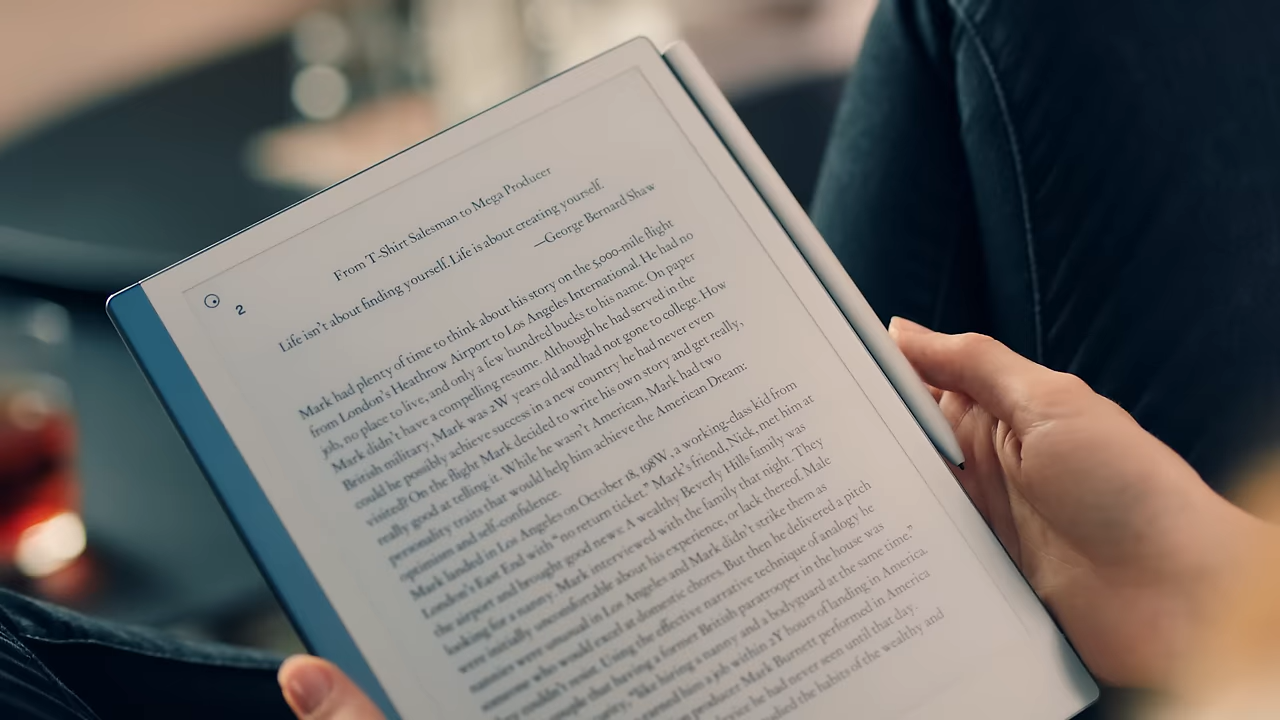 2
From T-Shirt Salesman to Mega Producer
Life isn't about finding yourself. Life is about creating yourself.
—George Bernard Shaw
Mark had plenty of time to think about his story on the 5,000-mile flight
from London's Heathrow Airport to Los Angeles International. He had no
job, no place to live, and only a few hundred bucks to his name. On paper
Mark didn't have a compelling resume. Although he had served in the
British military, Mark was 2W years old and had not gone to college. How
could he possibly achieve success in a new country he had never even
visited? On the flight Mark decided to write his own story and get really,
really good at telling it. While he wasn't American, Mark had two
personality traits that would help him achieve the American Dream:
optimism and self-confidence.
Mark landed in Los Angeles on October 18, 198W, a working-class kid from
London's East End with "no return ticket." Mark's friend, Nick, met him at
the airport and brought good news: A wealthy Beverly Hills family was
looking for a nanny. Mark interviewed with the family that night. They
were initially uncomfortable about his experience, or lack thereof. Male
nannies were unusual in Los Angeles and Mark didn't strike them as
someone who would excel at domestic chores. But then he delivered a pitch
they couldn't resist. Using the effective narrative technique of analogy he
that having a former British paratrooper in the house was
"like hiring a nanny and a bodyguard at the same time."
earned him a job within 2Y hours of landing in America.
producer Mark Burnett performed in America
he had never seen until that day.
the habits of the wealthy and